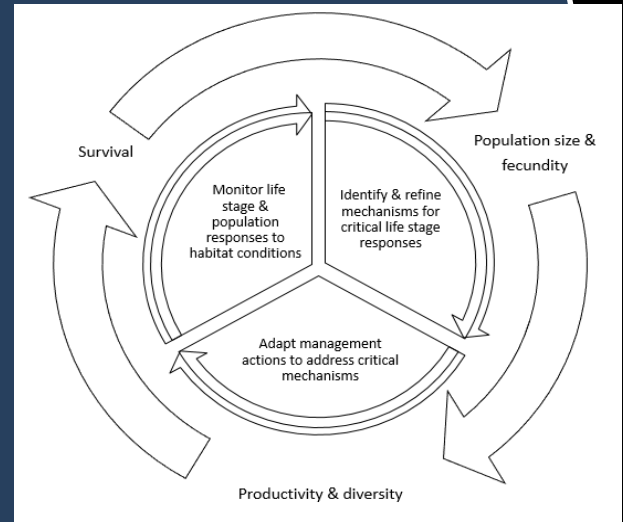 Survival
Population size &
fecundity
Monitor life
stage &
population
responses to
habitat conditions
Identify & refine
mechanisms for
critical life stage
responses
Adapt management
actions to address critical
mechanisms
Productivity & diversity